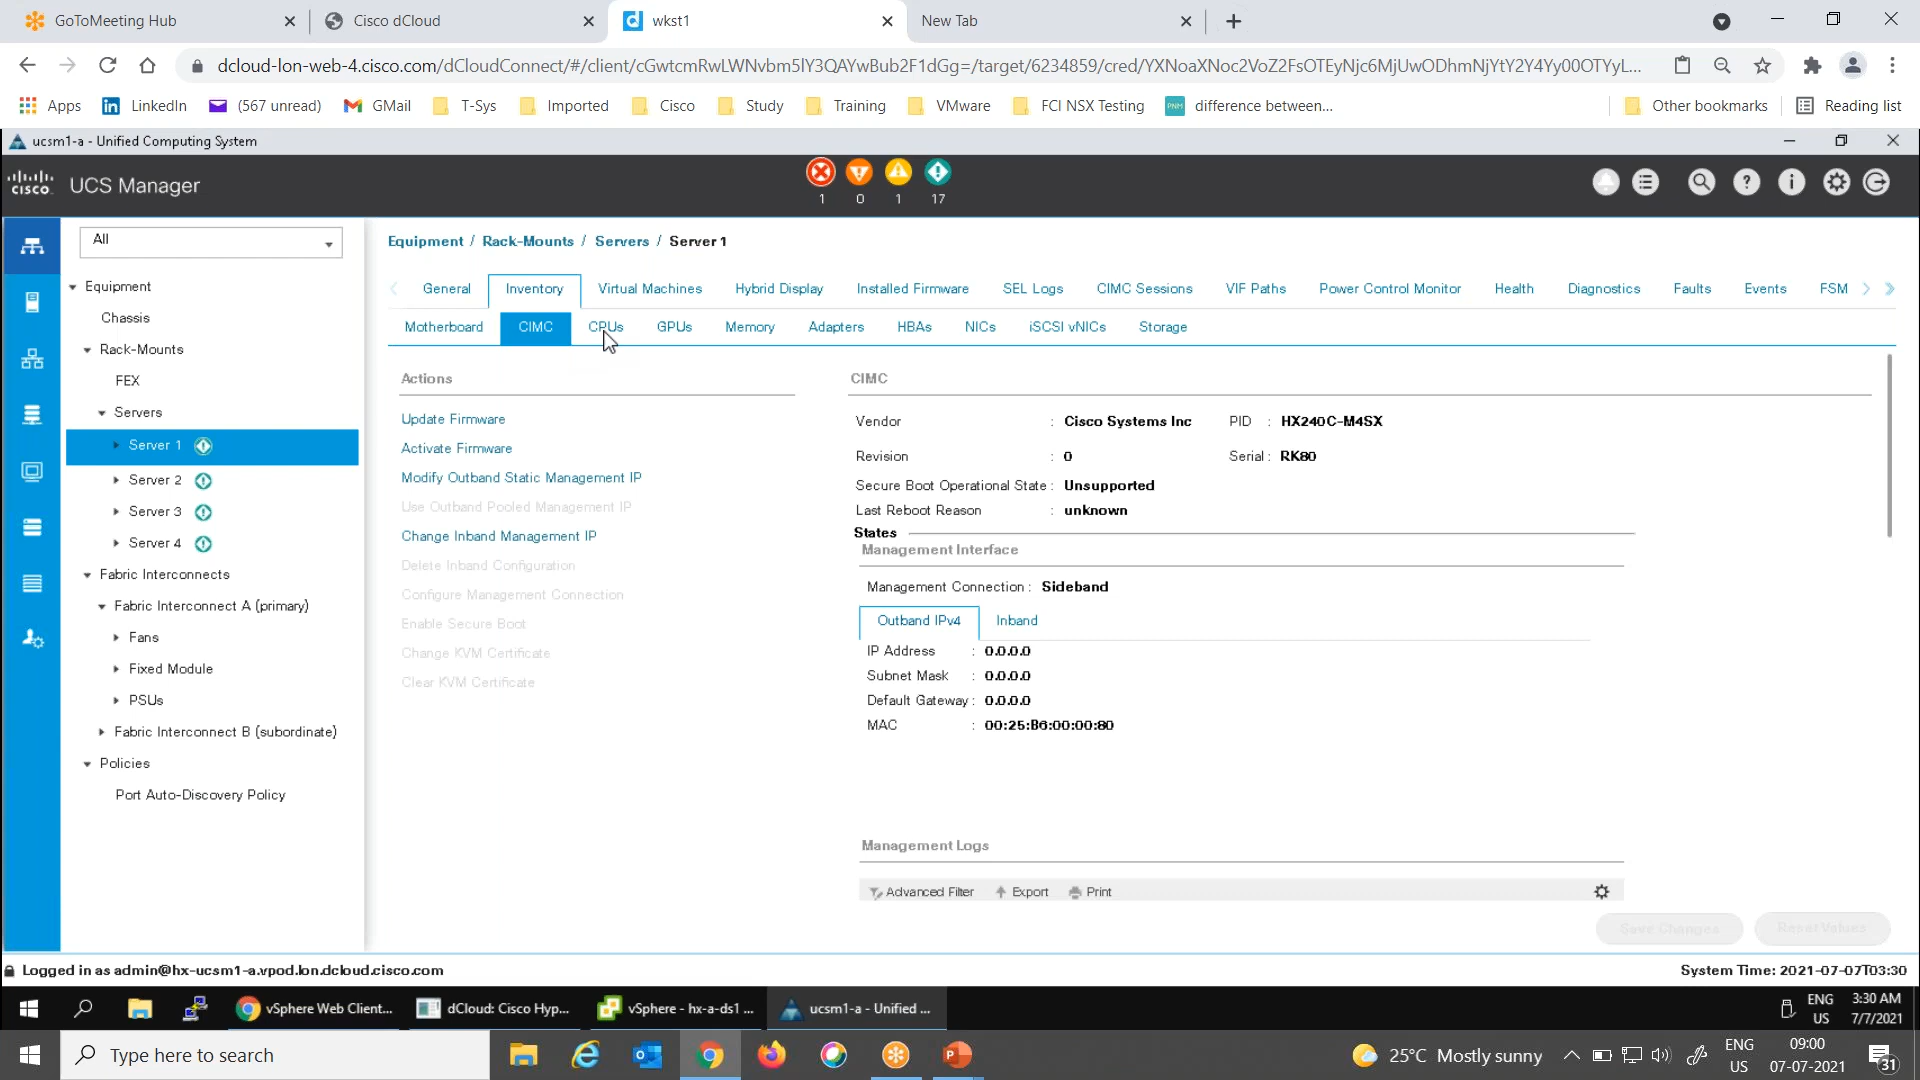 GoToMeeting Hub
Cisco dCloud
wkst1
New Tab
dcloud-lon-web-4.cisco.com/dCloudConnect/#/client/cGwtcmRwLWNvbm5lY3QAYwBub2F1dGg=/target/6234859/cred/YXNoaXNoc2VoZ2FsOTEyNjc6MjUwODhmNjYtY2Y4Yy00OTYyL...
Apps LinkedIn (567 unread) GMail T-Sys Imported Cisco Study Training VMware FCI NSX Testing PNM difference between... Other bookmarks Reading list
ucsm1-a - Unified Computing System
cisco UCS Manager
1 0 1 17
All
Equipment
Chassis
Rack-Mounts
FEX
Servers
Server 1
Server 2
Server 3
Server 4
Fabric Interconnects
Fabric Interconnect A (primary)
Fans
Fixed Module
PSUs
Fabric Interconnect B (subordinate)
Policies
Port Auto-Discovery Policy
Equipment / Rack-Mounts / Servers / Server 1
General Inventory Virtual Machines Hybrid Display Installed Firmware SEL Logs CIMC Sessions VIF Paths Power Control Monitor Health Diagnostics Faults Events FSM
Motherboard CIMC CPUs GPUs Memory Adapters HBAs NICs iSCSI vNICs Storage
Actions
Update Firmware
Activate Firmware
Modify Outband Static Management IP
Use Outband Pooled Management IP
Change Inband Management IP
Delete Inband Configuration
Configure Management Connection
Enable Secure Boot
Change KVM Certificate
Clear KVM Certificate
CIMC
Vendor : Cisco Systems Inc PID : HX240C-M4SX
Revision : 0 Serial : RK80
Secure Boot Operational State : Unsupported
Last Reboot Reason : unknown
States
Management Interface
Management Connection : Sideband
Outband IPv4 Inband
IP Address : 0.0.0.0
Subnet Mask : 0.0.0.0
Default Gateway : 0.0.0.0
MAC : 00:25:B6:00:00:80
Management Logs
Advanced Filter Export Print
Save Changes Reset Values
Logged in as admin@hx-ucsm1-a.vpod.lon.dcloud.cisco.com
System Time: 2021-07-07T03:30
vSphere Web Client... dCloud: Cisco Hyp... vSphere - hx-a-ds1 ... ucsm1-a - Unified ...
ENG
US
3:30 AM
7/7/2021
Type here to search
25°C Mostly sunny
ENG
US
09:00
07-07-2021
31